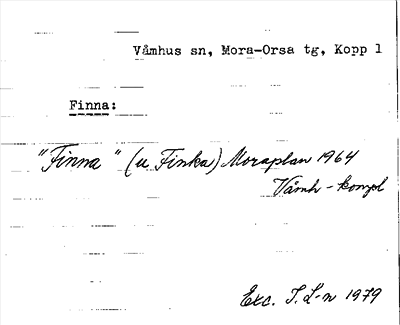 Våmhus sn, Mora-Orsa tg, Kopp 1
Finna:
"Finna" (u Finka) Moraplan 1964
Våmh - kompl
Exc. T. L-n 1979